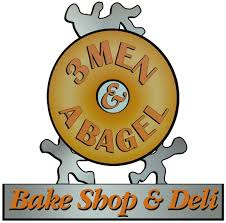 3 MEN
&
A BAGEL
Bake Shop & Deli